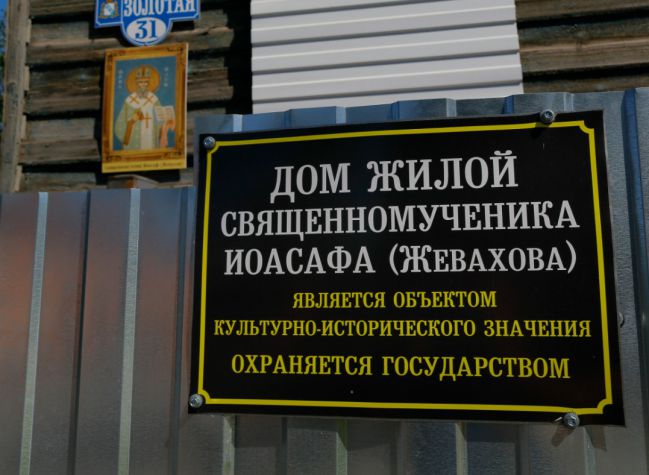 ЗОЛОТАЯ
31
ДОМ ЖИЛОЙ
СВЯЩЕННОМУЧЕНИКА
ИОАСАФА (ЖЕВАХОВА)
ЯВЛЯЕТСЯ ОБЪЕКТОМ
КУЛЬТУРНО-ИСТОРИЧЕСКОГО ЗНАЧЕНИЯ
ОХРАНЯЕТСЯ ГОСУДАРСТВОМ